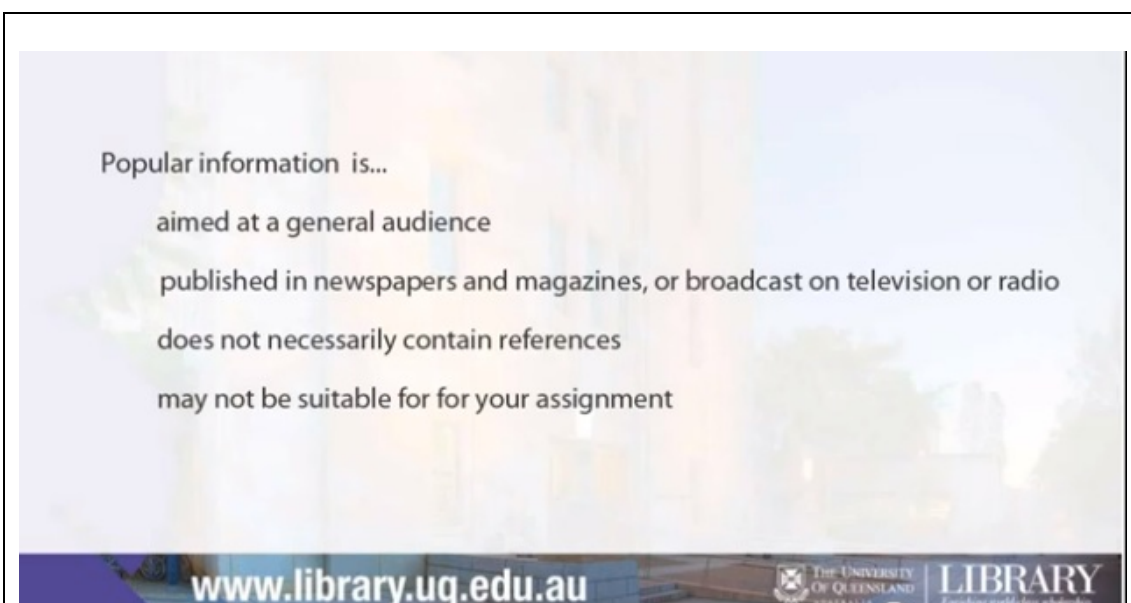 Popular information is...
aimed at a general audience
published in newspapers and magazines, or broadcast on television or radio
does not necessarily contain references
may not be suitable for for your assignment
www.library.uq.edu.au
THE UNIVERSITY
OF QUEENSLAND
AUSTRALIA
LIBRARY